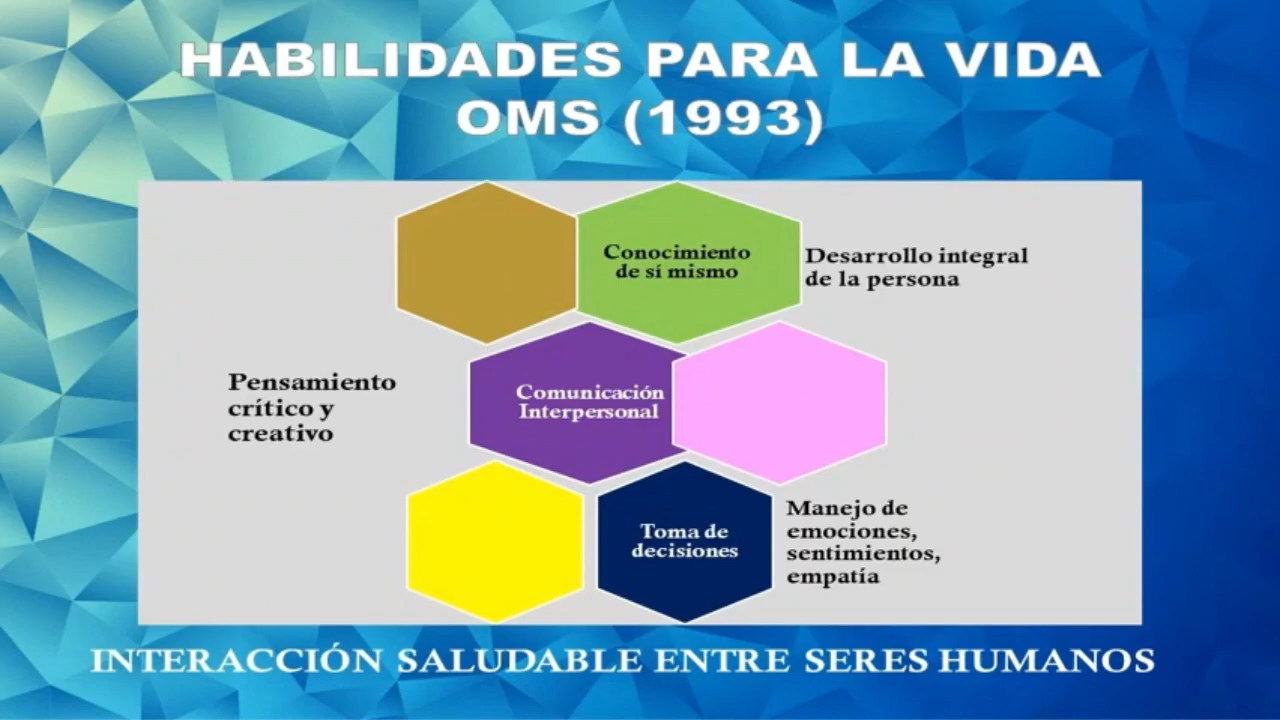 HABILIDADES PARA LA VIDA
OMS (1993)
Conocimiento
de sí mismo
Desarrollo integral
de la persona
Pensamiento
crítico y
creativo
Comunicación
Interpersonal
Toma de
decisiones
Manejo de
emociones,
sentimientos,
empatía
INTERACCIÓN SALUDABLE ENTRE SERES HUMANOS